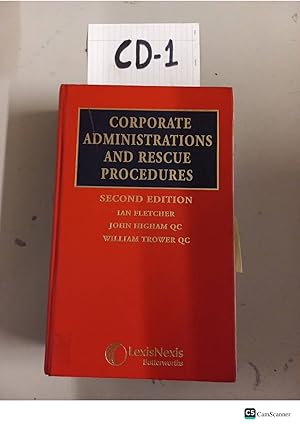 CD-1
CORPORATE
ADMINISTRATIONS
AND RESCUE
PROCEDURES
SECOND EDITION
IAN FLETCHER
JOHN HIGHAM QC
WILLIAM TROWER QC
LexisNexis
Butterworths
CS CamScanner